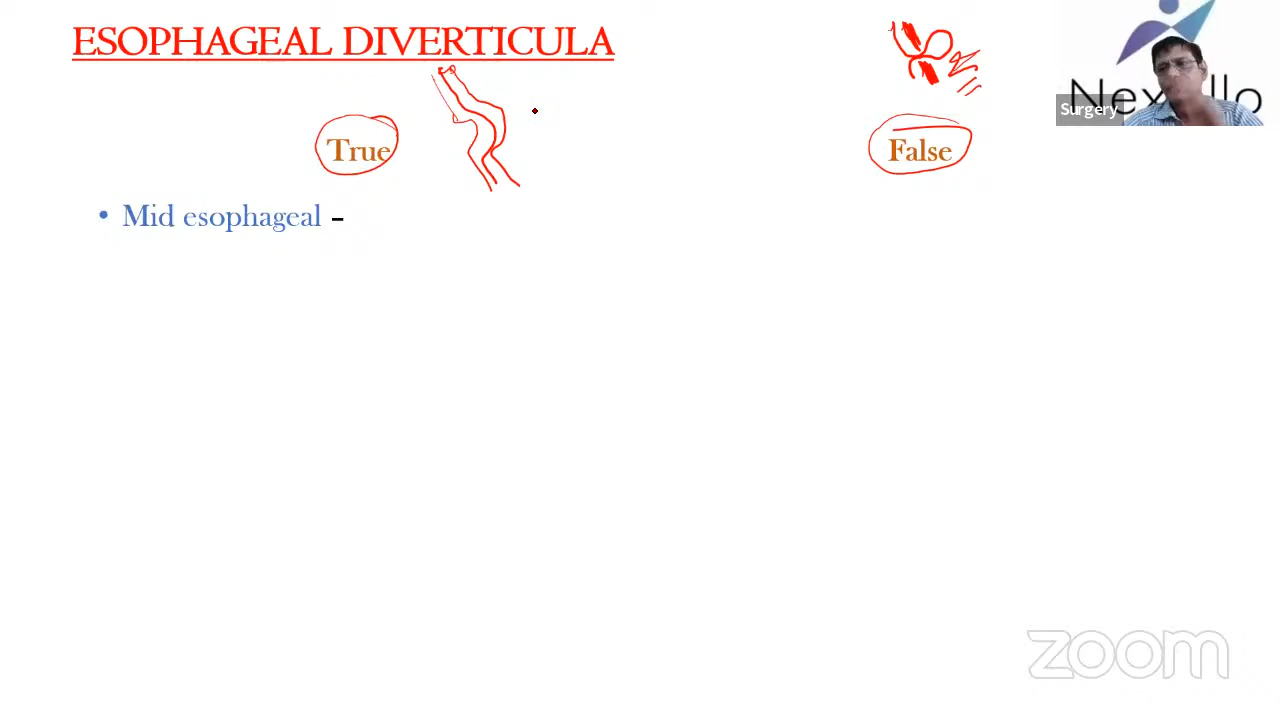 ESOPHAGEAL DIVERTICULA
Surgery
True
False
• Mid esophageal –
zoom